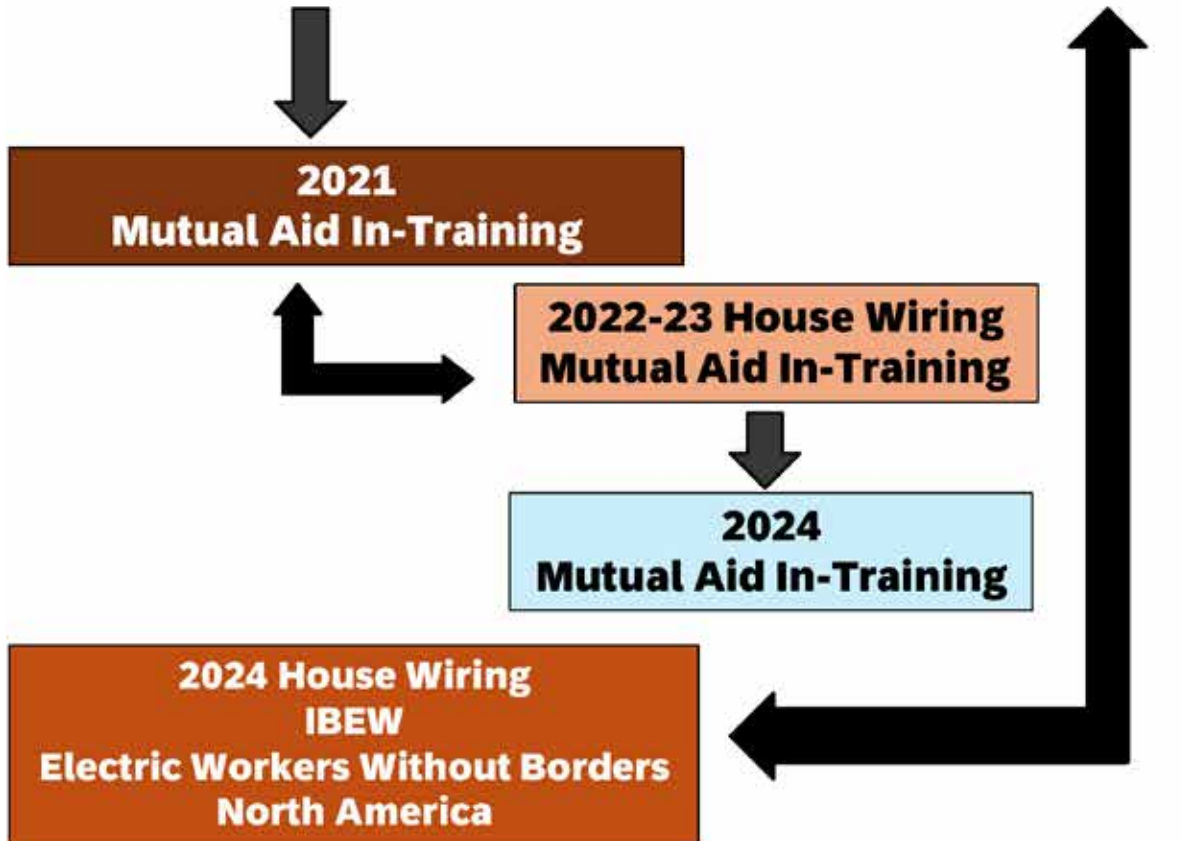 2021
Mutual Aid In-Training
2022-23 House Wiring
Mutual Aid In-Training
2024
Mutual Aid In-Training
2024 House Wiring
IBEW
Electric Workers Without Borders
North America